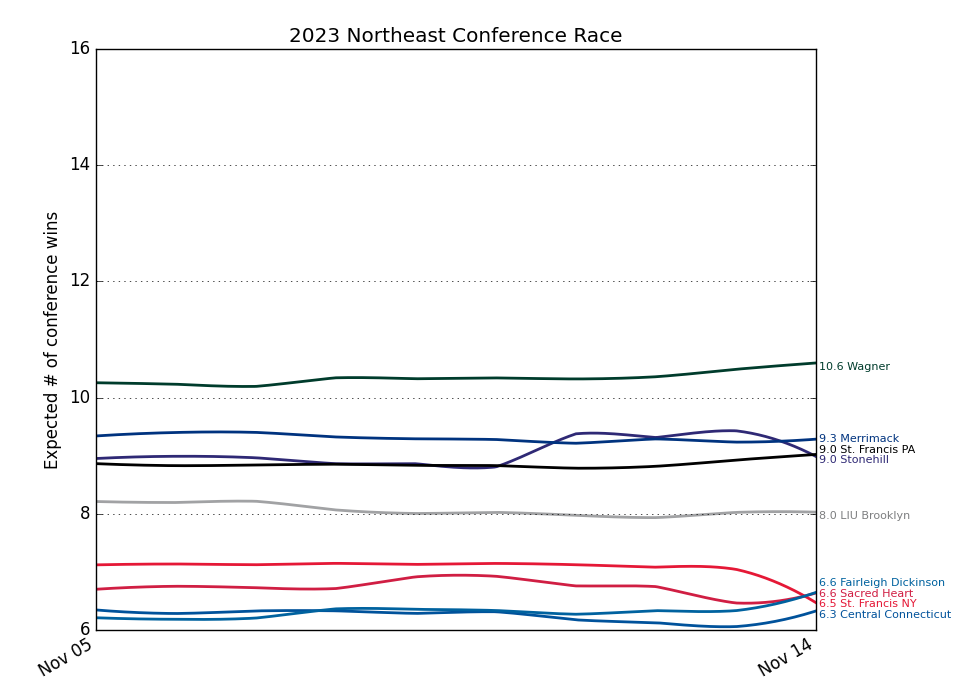 2023 Northeast Conference Race
Expected # of conference wins
16
14
12
10
8
6
Nov 05
Nov 14
10.6 Wagner
9.3 Merrimack
9.0 St. Francis PA
9.0 Stonehill
8.0 LIU Brooklyn
6.6 Fairleigh Dickinson
6.6 Sacred Heart
6.5 St. Francis NY
6.3 Central Connecticut